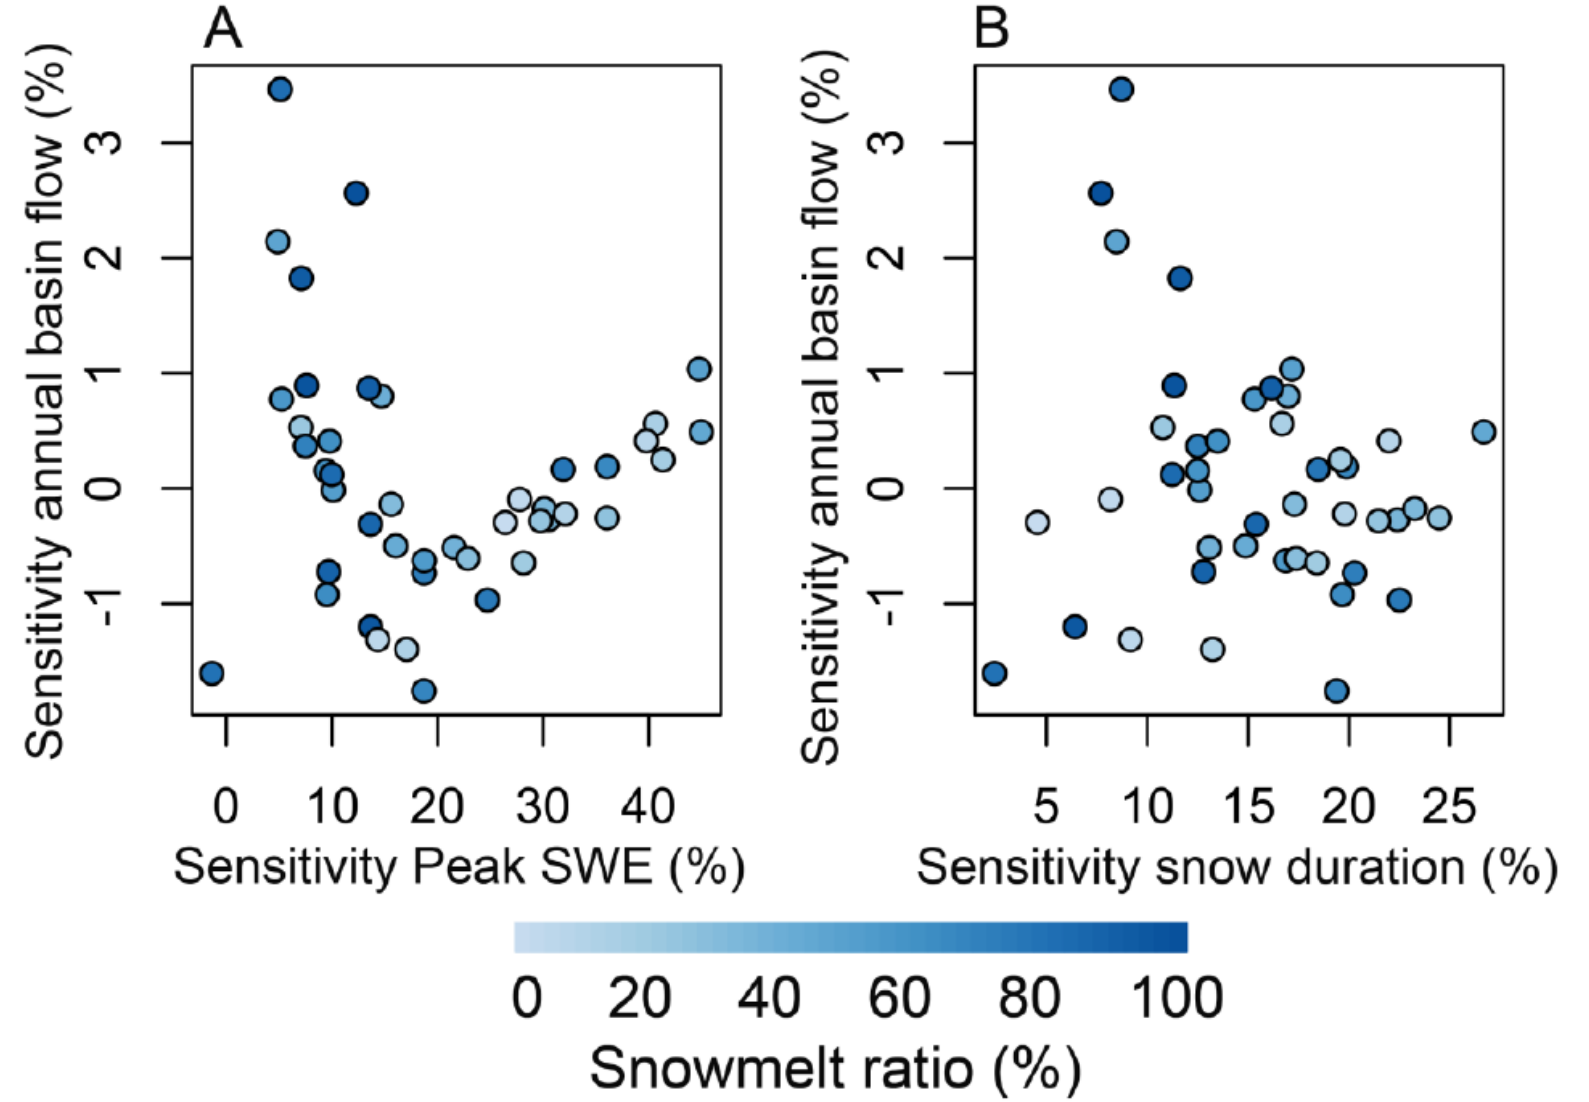 A
B
Sensitivity annual basin flow (%)
3
2
1
0
-1
0 10 20 30 40
Sensitivity Peak SWE (%)
Sensitivity annual basin flow (%)
3
2
1
0
-1
5 10 15 20 25
Sensitivity snow duration (%)
0 20 40 60 80 100
Snowmelt ratio (%)